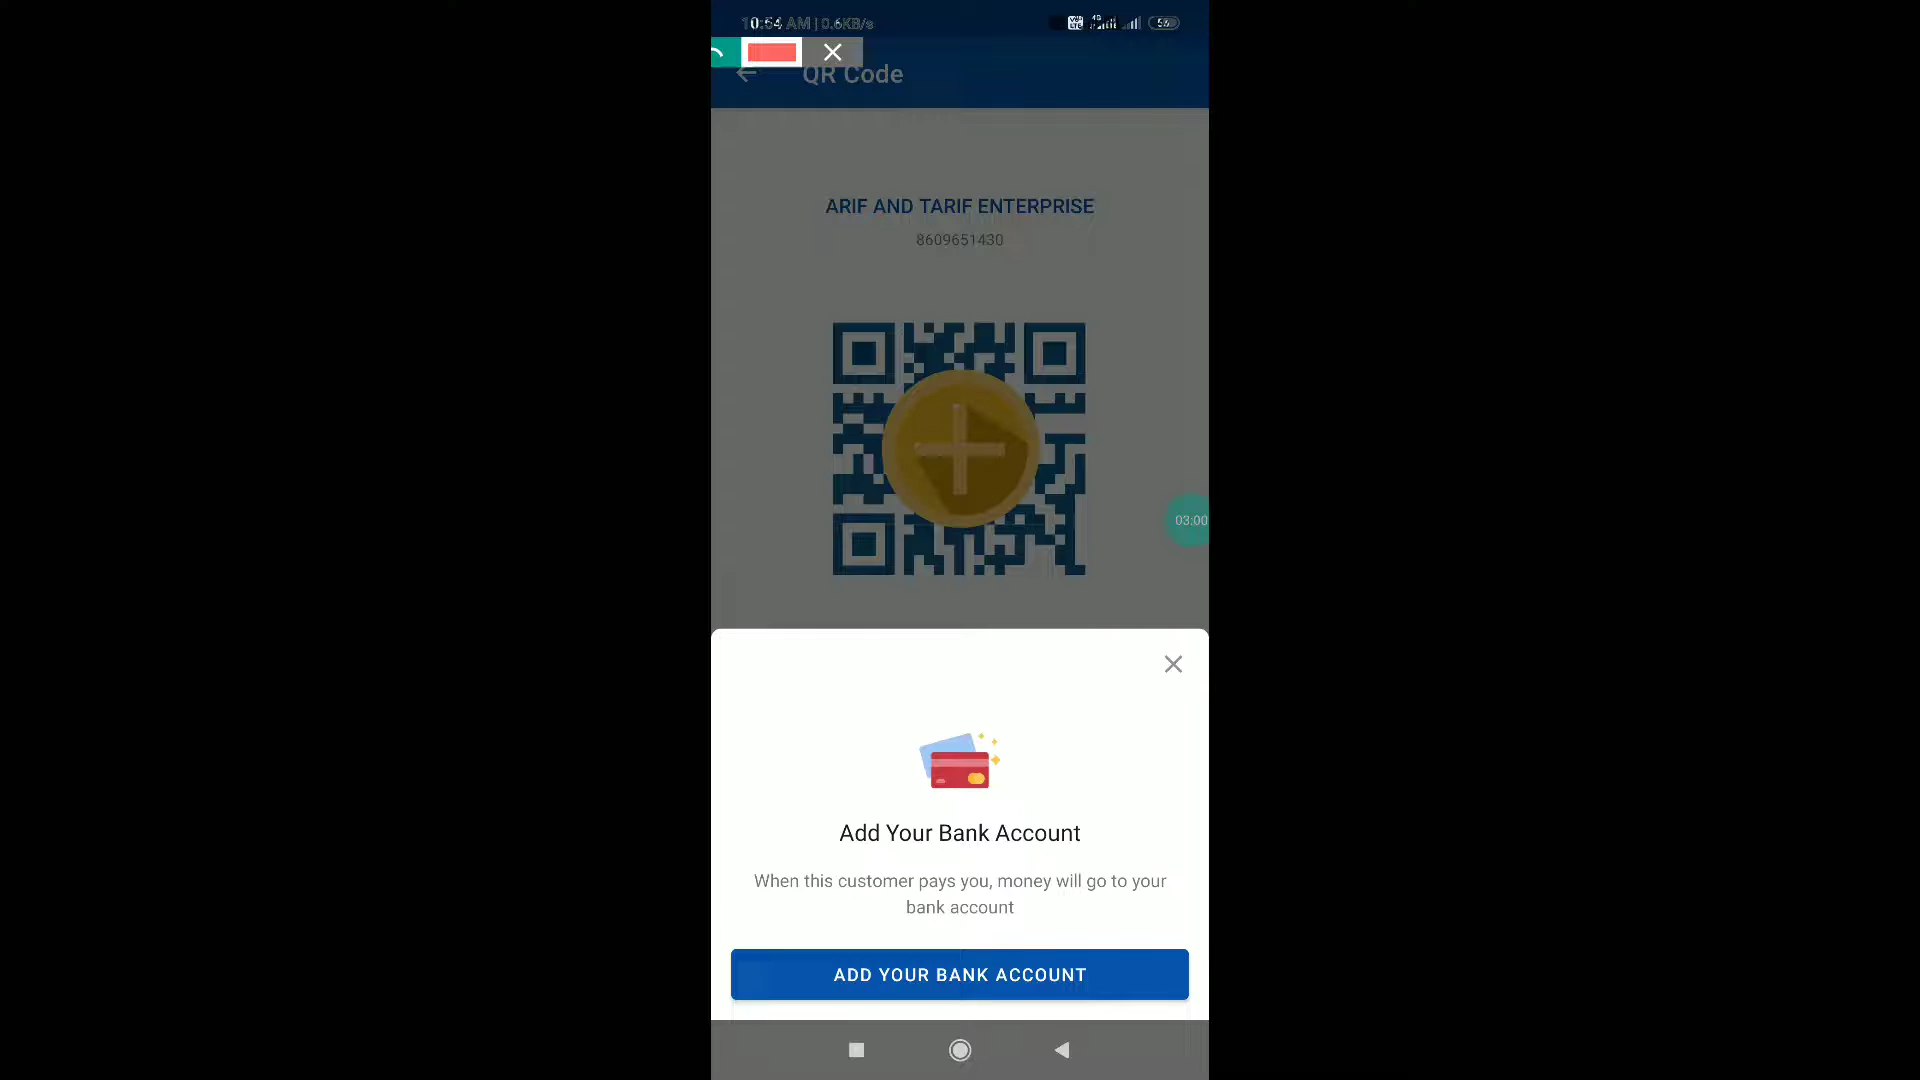 10:54 AM | 0.6KB/s
QR Code
ARIF AND TARIF ENTERPRISE
8609651430
03:00
Add Your Bank Account
When this customer pays you, money will go to your
bank account
ADD YOUR BANK ACCOUNT